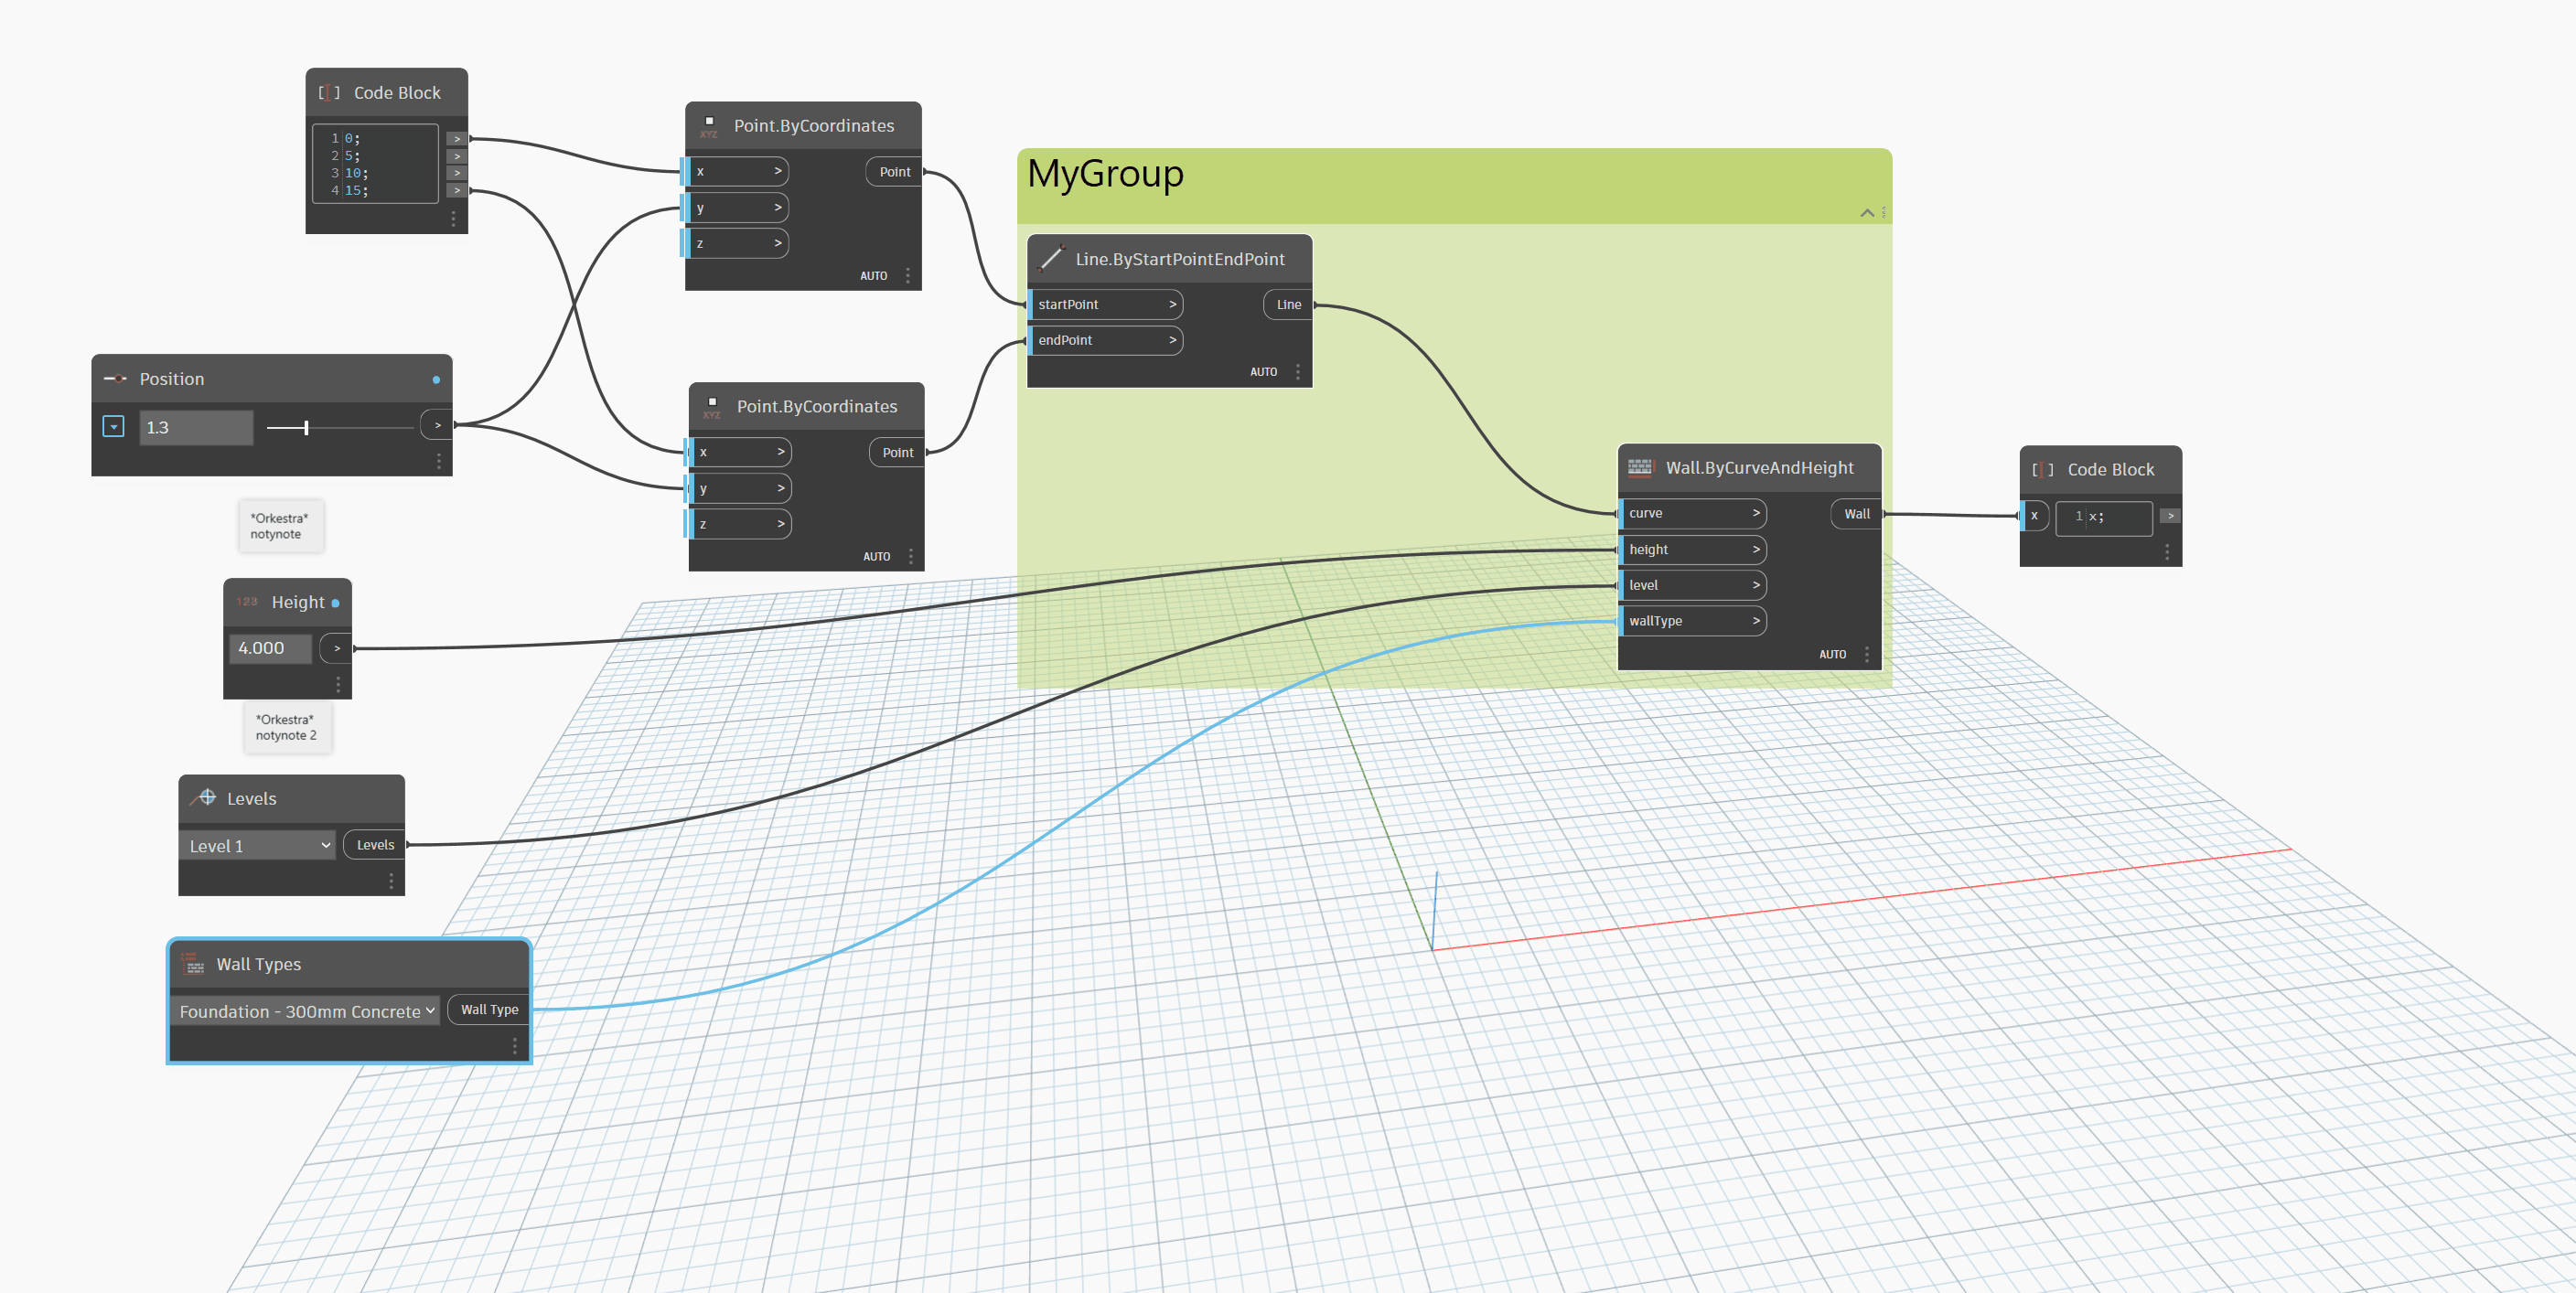 Code Block
1 0;
2 5;
3 10;
4 15;
>
>
>
>
Point.ByCoordinates
XYZ
x >
Point
y >
z >
AUTO
MyGroup
Line.ByStartPointEndPoint
startPoint >
Line
endPoint >
AUTO
Position
1.3
>
Point.ByCoordinates
XYZ
x >
Point
y >
z >
AUTO
Wall.ByCurveAndHeight
curve >
Wall
height >
level >
wallType >
AUTO
Code Block
x
1 x;
>
*Orkestra*
notynote
123 Height
4.000
>
*Orkestra*
notynote 2
Levels
Level 1
Levels
Wall Types
Foundation - 300mm Concrete
Wall Type